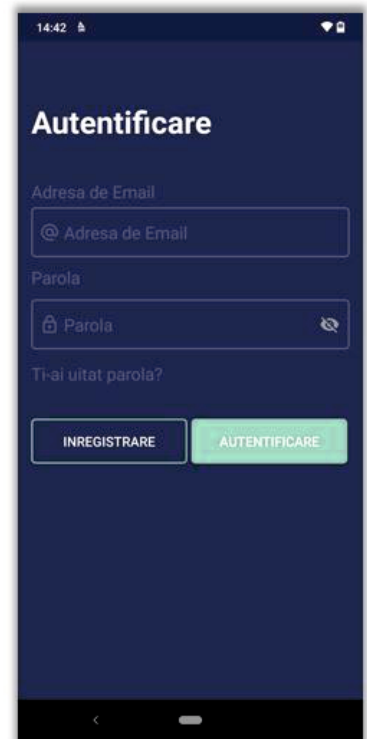 14:42
Autentificare
Adresa de Email
Adresa de Email
Parola
Parola
Ti-ai uitat parola?
INREGISTRARE AUTENTIFICARE